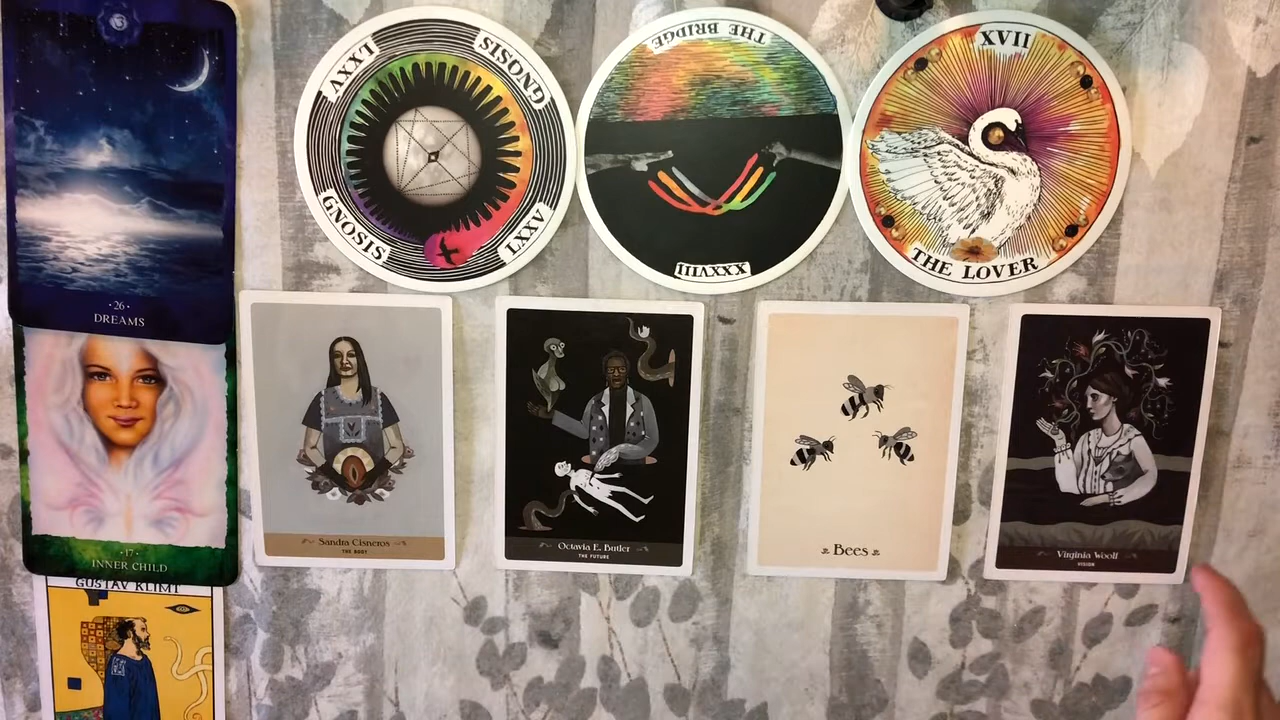 · 26 ·
DREAMS
· 17 ·
INNER CHILD
GUSTAV KLIMT
LXXV
GNOSIS
GNOSIS
LXXV
THE BRIDGE
XXXVIII
XVII
THE LOVER
Sandra Cisneros
THE BODY
Octavia E. Butler
THE FUTURE
Bees
Virginia Woolf
VISION